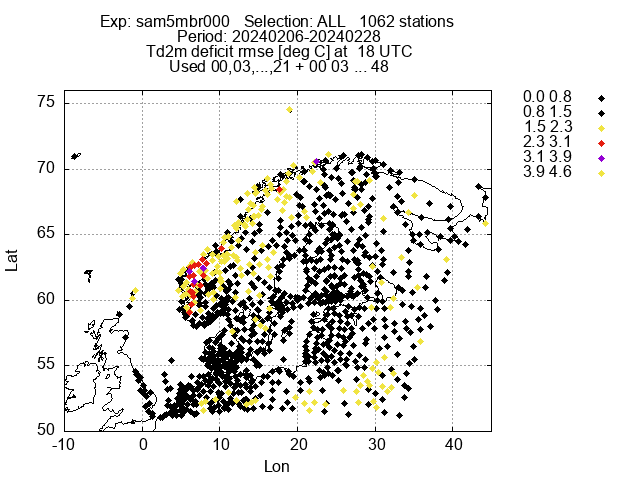 Exp: sam5mbr000   Selection: ALL   1062 stations
Period: 20240206-20240228
Td2m deficit rmse [deg C] at  18 UTC
Used 00,03,...,21 + 00 03 ... 48
0.0 0.8
0.8 1.5
1.5 2.3
2.3 3.1
3.1 3.9
3.9 4.6
75
70
65
60
55
50
Lat
-10 0 10 20 30 40
Lon